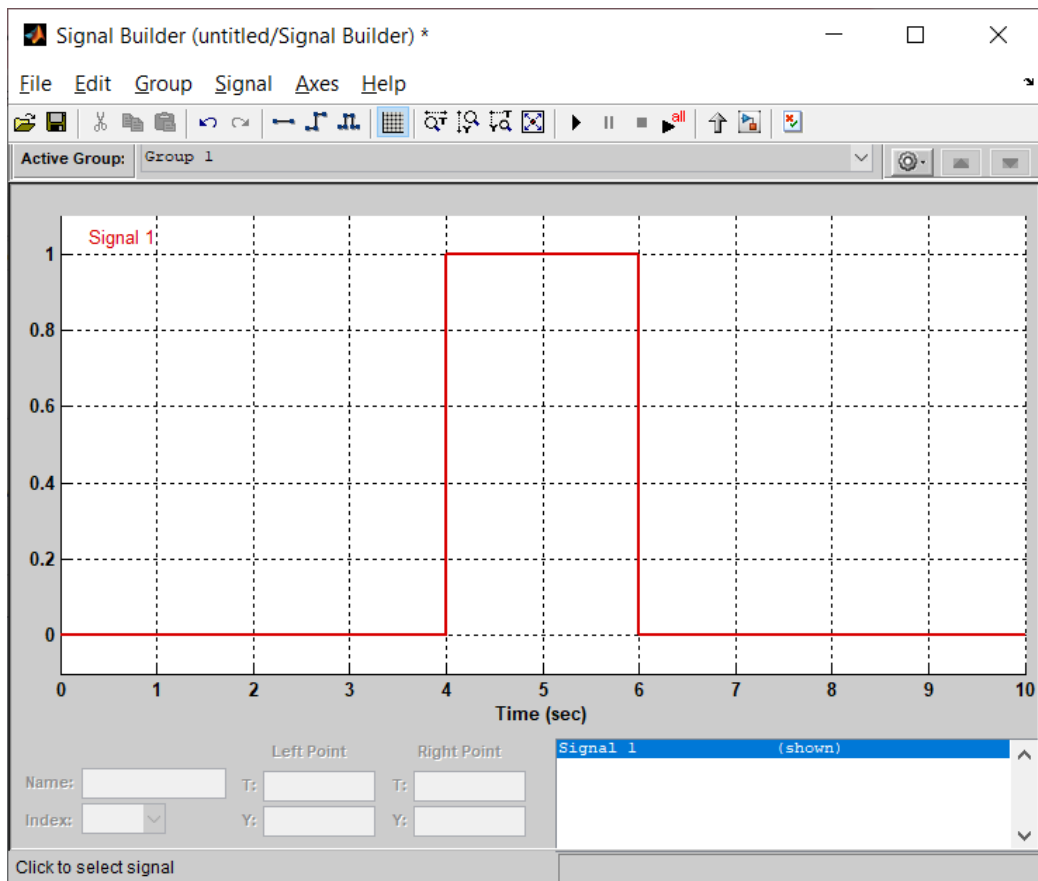 Signal Builder (untitled/Signal Builder) *
File Edit Group Signal Axes Help
all
Active Group: Group 1
Signal 1
1
0.8
0.6
0.4
0.2
0
0 1 2 3 4 5 6 7 8 9 10
Time (sec)
Left Point Right Point
Name: T: T:
Index: Y: Y:
Signal 1 (shown)
Click to select signal